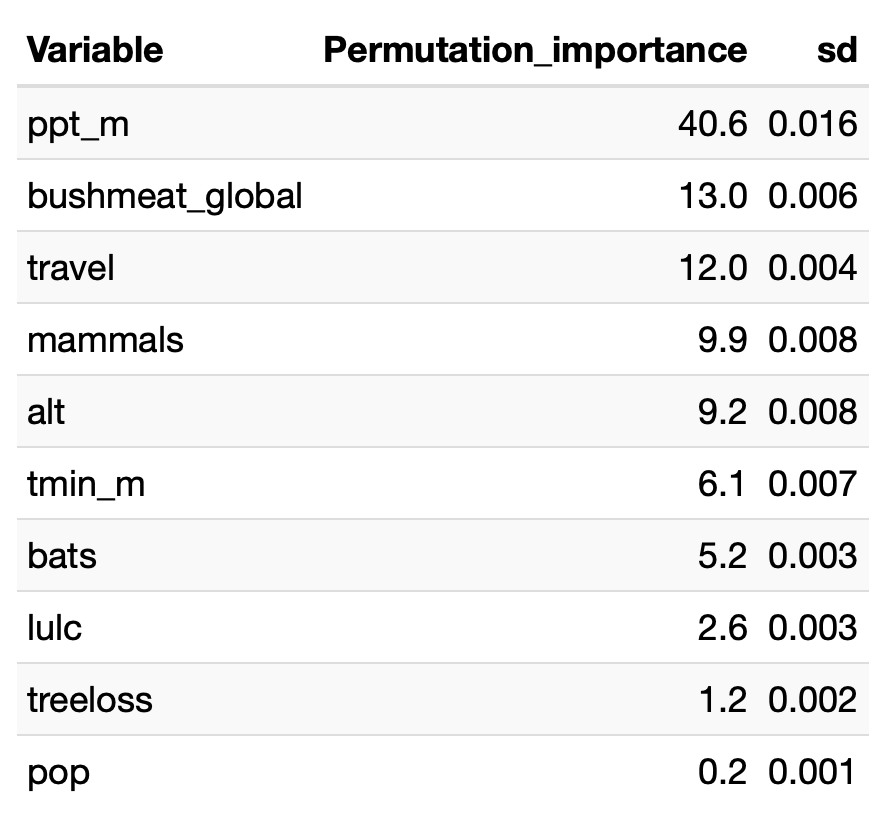 Variable Permutation_importance sd
ppt_m 40.6 0.016
bushmeat_global 13.0 0.006
travel 12.0 0.004
mammals 9.9 0.008
alt 9.2 0.008
tmin_m 6.1 0.007
bats 5.2 0.003
lulc 2.6 0.003
treeloss 1.2 0.002
pop 0.2 0.001